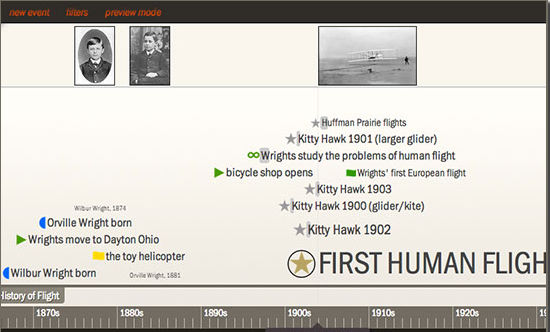 new event filters preview mode
Huffman Prairie flights
Kitty Hawk 1901 (larger glider)
Wrights study the problems of human flight
bicycle shop opens
Wrights' first European flight
Kitty Hawk 1903
Kitty Hawk 1900 (glider/kite)
Wilbur Wright, 1874
Orville Wright born
Kitty Hawk 1902
Wrights move to Dayton Ohio
the toy helicopter
FIRST HUMAN FLIGH
Wilbur Wright born
Orville Wright, 1881
History of Flight
1870s 1880s 1890s 1900s 1910s 1920s 19